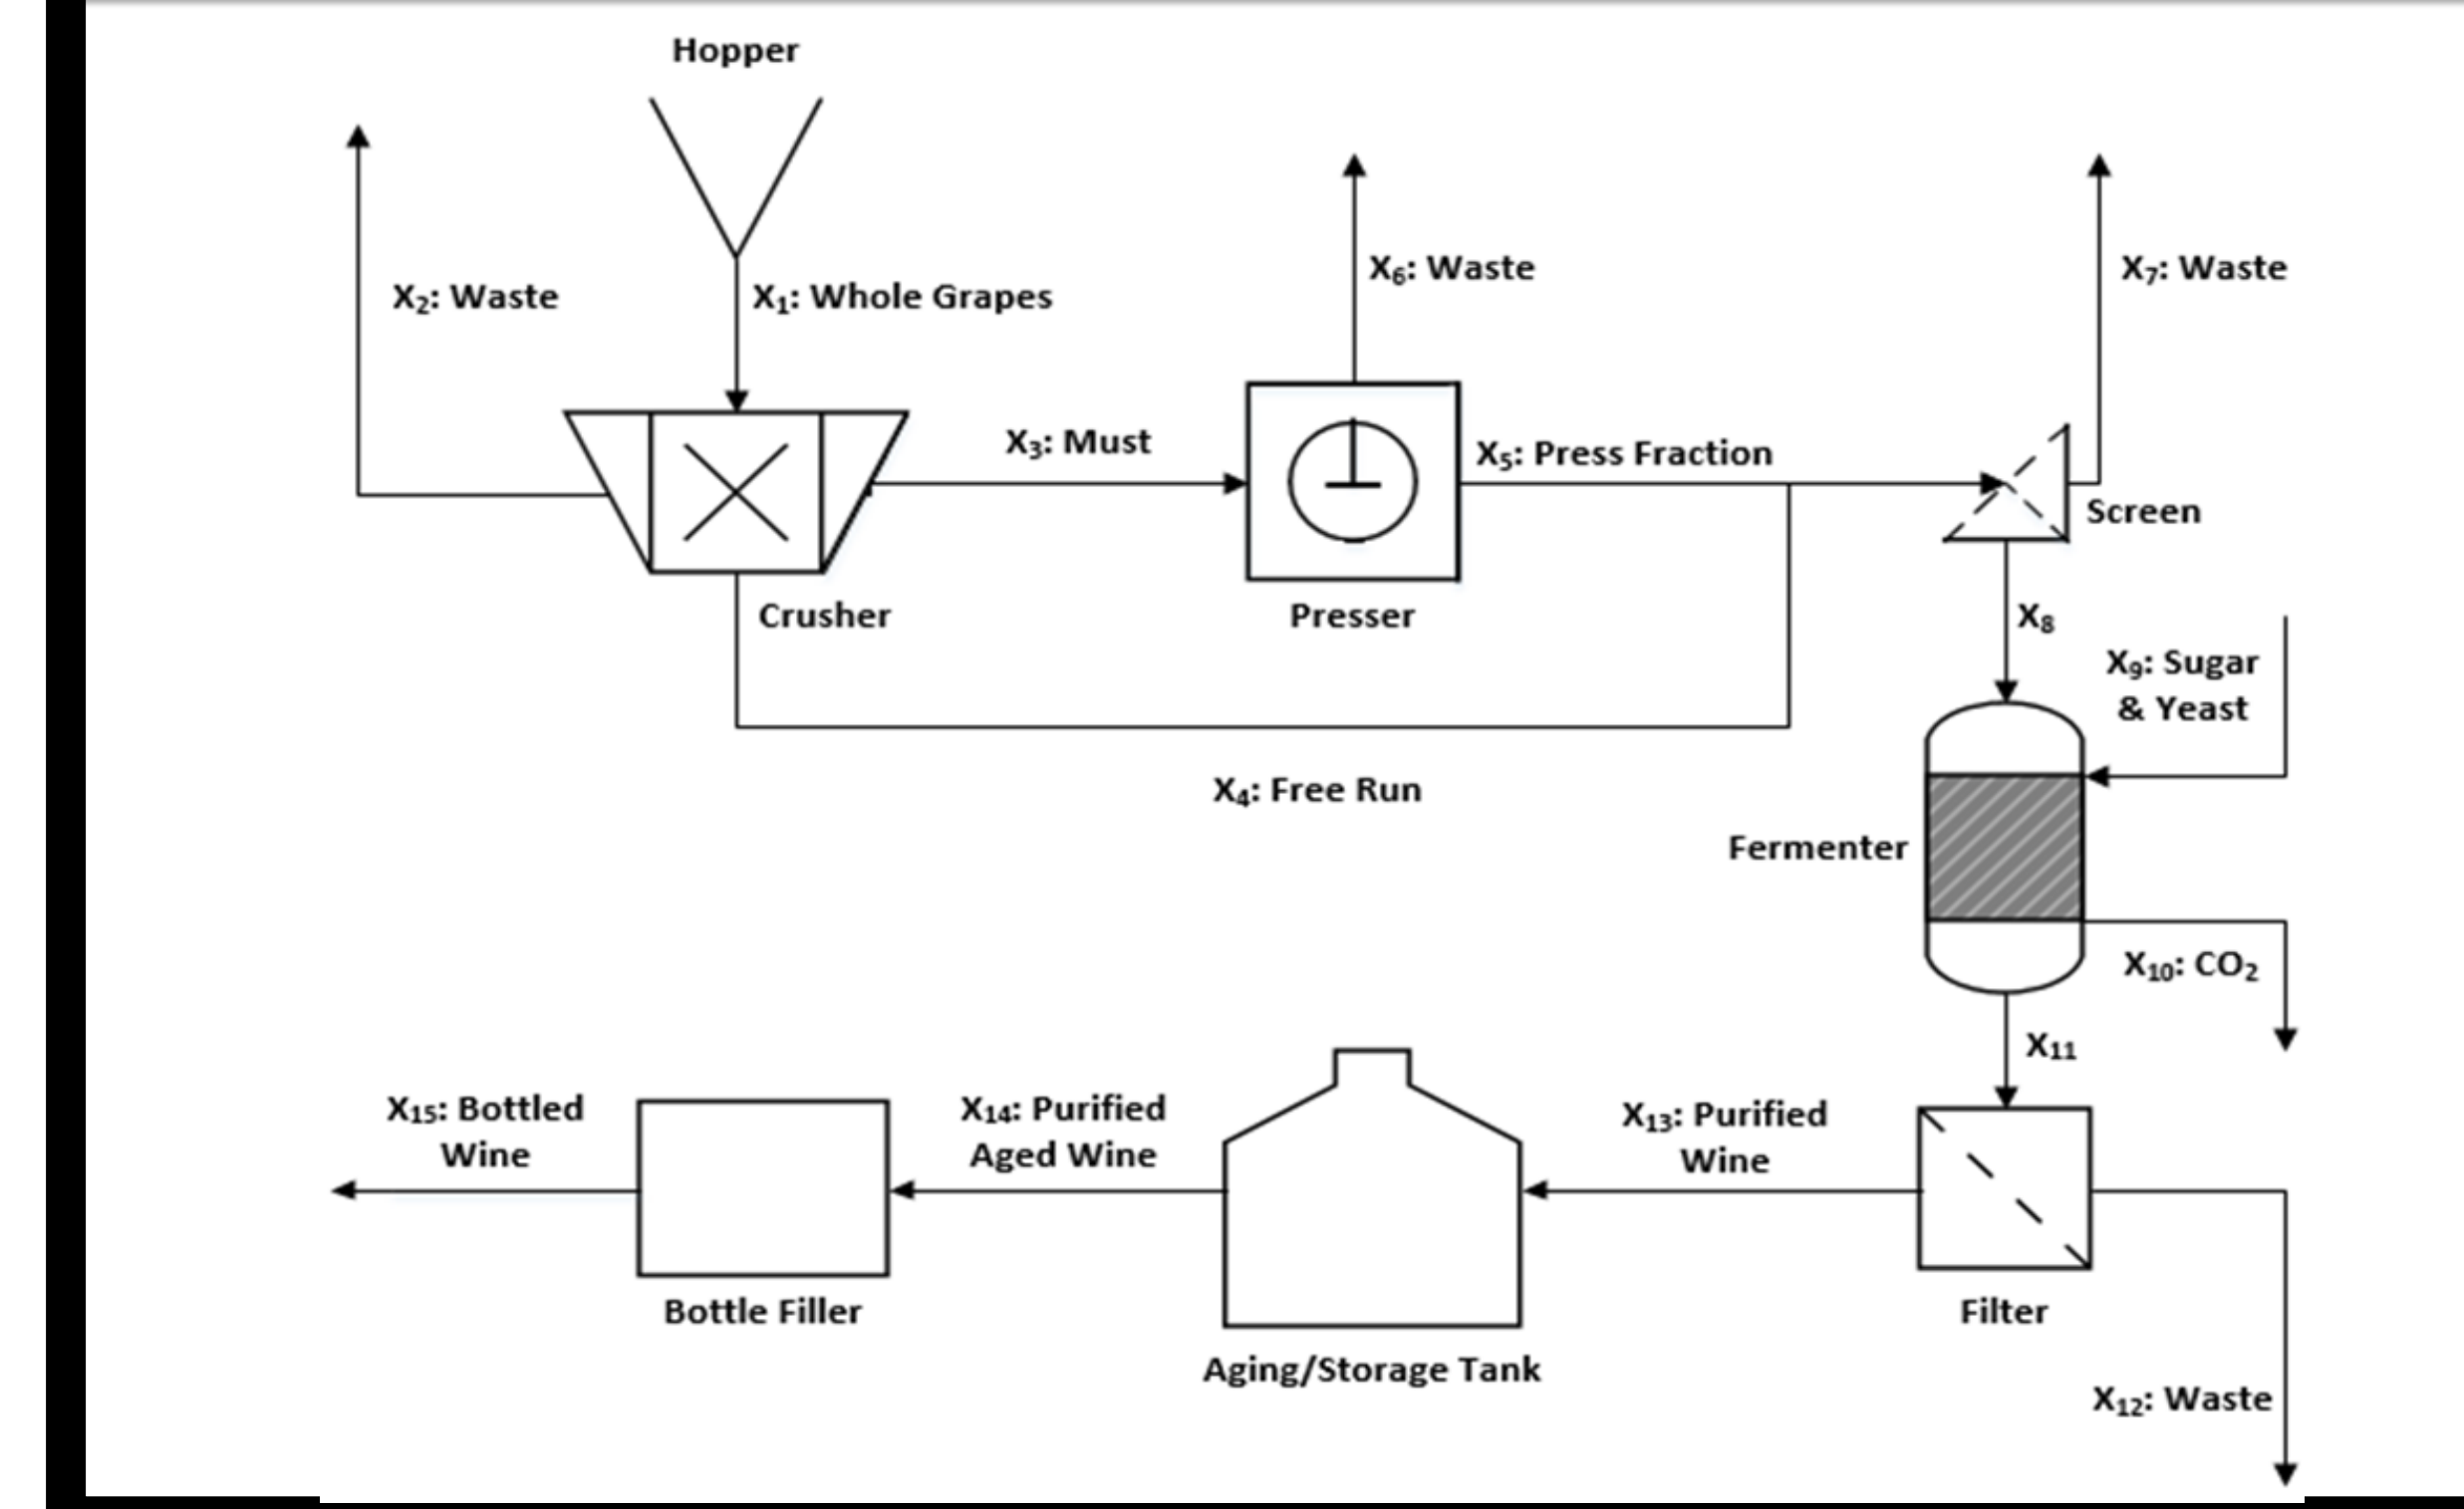 Hopper
X₂: Waste
X₁: Whole Grapes
X₆: Waste
X₇: Waste
X₃: Must
X₅: Press Fraction
Screen
Crusher
Presser
X₈
X₉: Sugar
& Yeast
X₄: Free Run
Fermenter
X₁₀: CO₂
X₁₁
X₁₅: Bottled
Wine
X₁₄: Purified
Aged Wine
X₁₃: Purified
Wine
Bottle Filler
Filter
Aging/Storage Tank
X₁₂: Waste